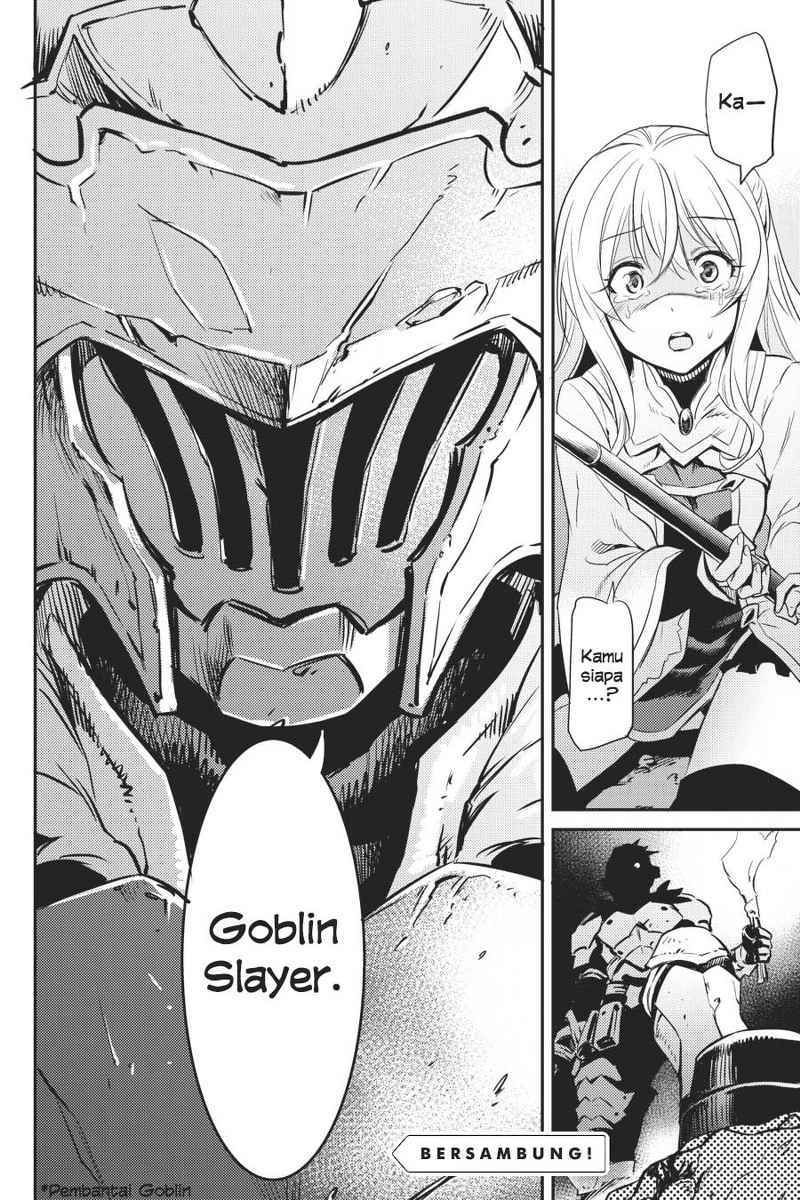 Ka—
Kamu
siapa
...?
Goblin
Slayer.
BERSAMBUNG!
*Pembantai Goblin